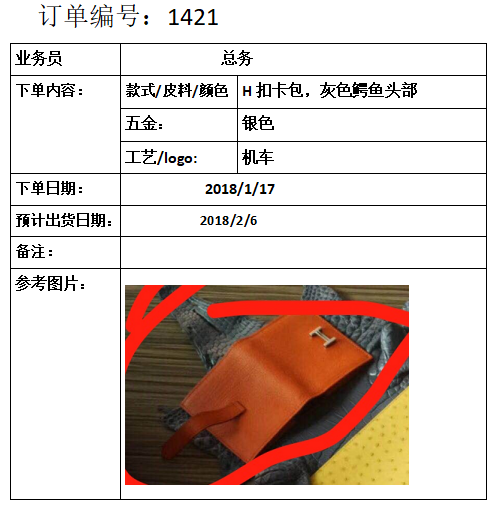 订单编号：1421
业务员 总务
下单内容： 款式/皮料/颜色 H 扣卡包，灰色鳄鱼头部
五金： 银色
工艺/logo: 机车
下单日期： 2018/1/17
预计出货日期： 2018/2/6
备注：
参考图片：